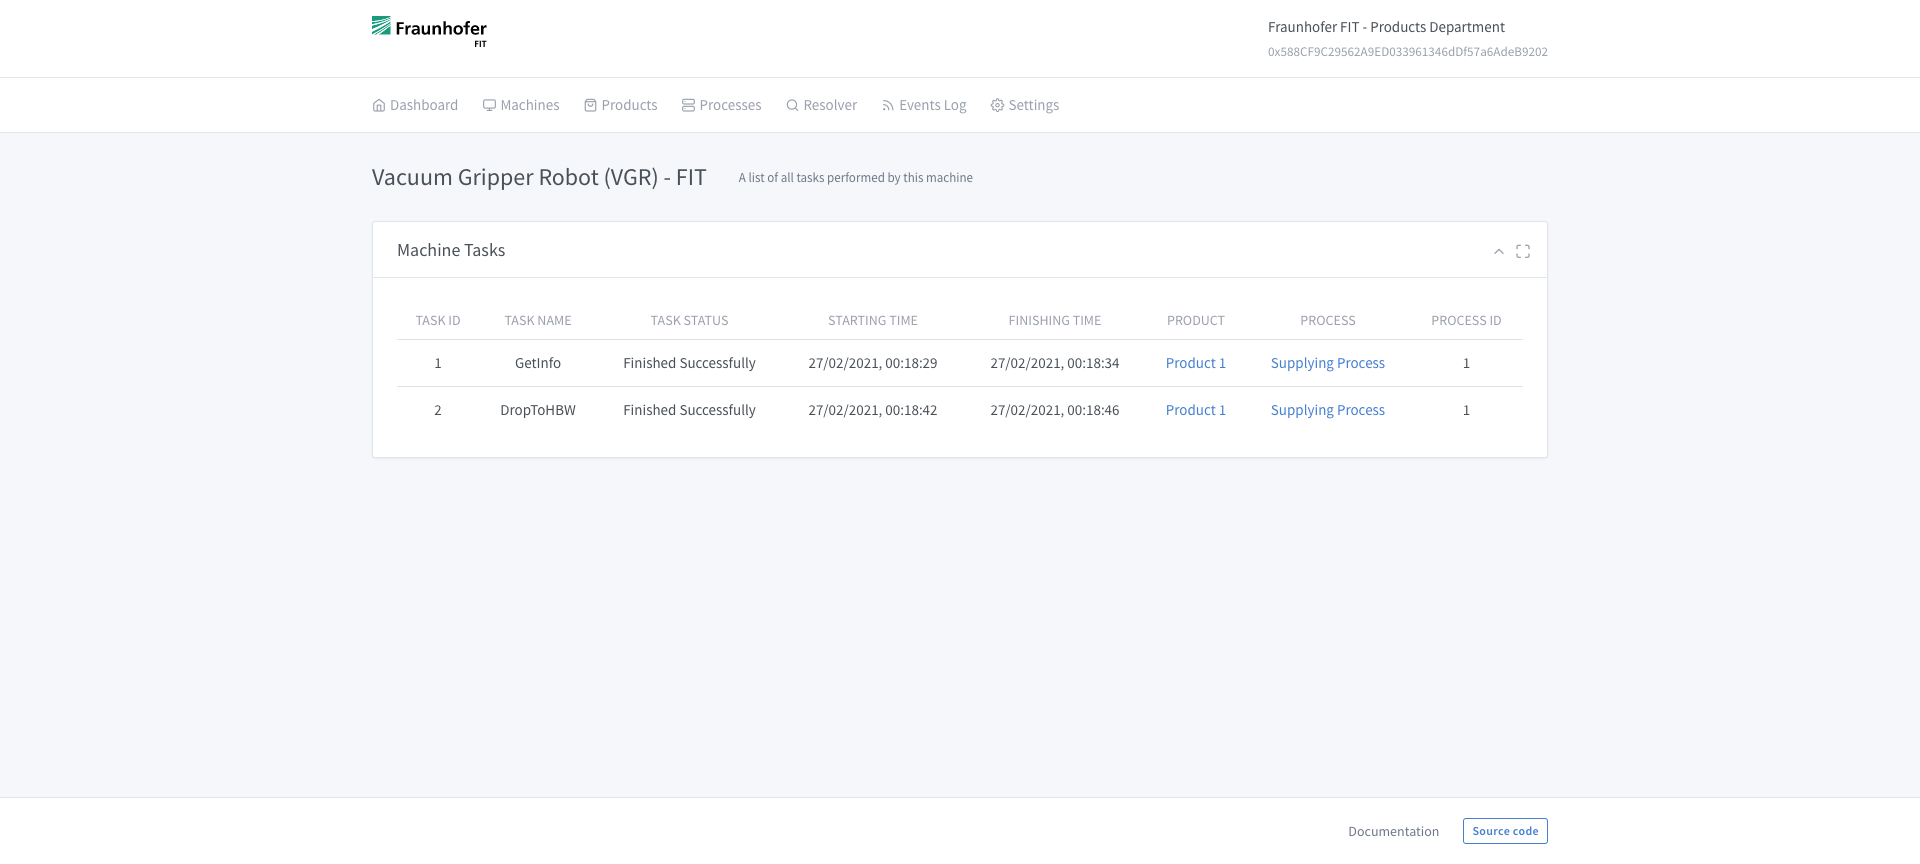 Fraunhofer
FIT
Fraunhofer FIT - Products Department
0x588CF9C29562A9ED033961346dDf57a6AdeB9202
Dashboard Machines Products Processes Resolver Events Log Settings
Vacuum Gripper Robot (VGR) - FIT A list of all tasks performed by this machine
Machine Tasks
TASK ID TASK NAME TASK STATUS STARTING TIME FINISHING TIME PRODUCT PROCESS PROCESS ID
1 GetInfo Finished Successfully 27/02/2021, 00:18:29 27/02/2021, 00:18:34 Product 1 Supplying Process 1
2 DropToHBW Finished Successfully 27/02/2021, 00:18:42 27/02/2021, 00:18:46 Product 1 Supplying Process 1
Documentation Source code